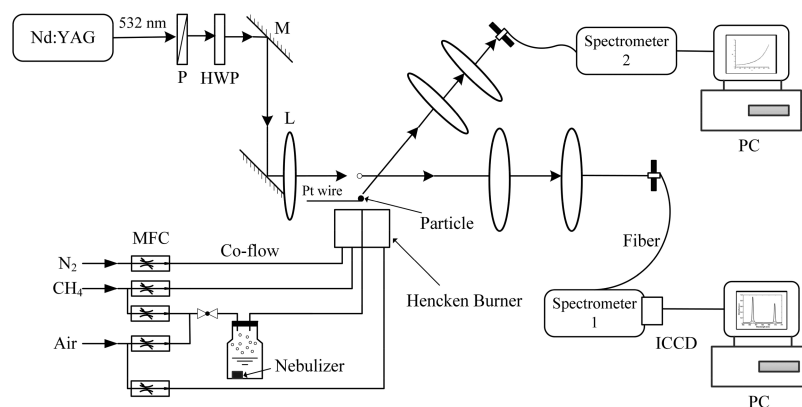 Nd:YAG
532 nm
P
HWP
M
L
Spectrometer
2
PC
Pt wire
Particle
Fiber
MFC
Co-flow
N2
CH4
Air
Hencken Burner
Nebulizer
Spectrometer
1
ICCD
PC